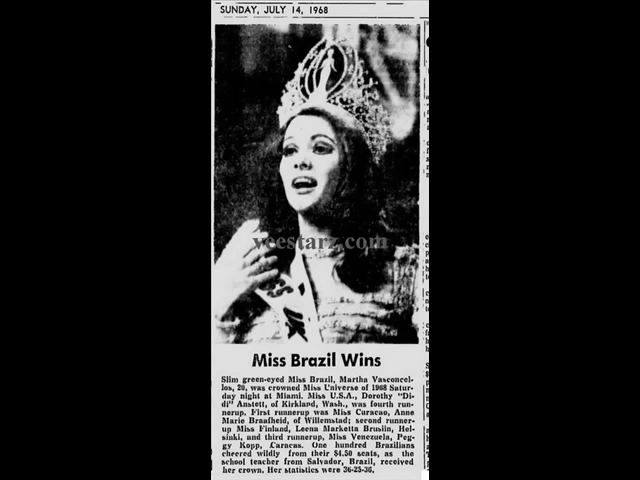 SUNDAY, JULY 14, 1968
veestarz.com
Miss Brazil Wins
Slim green-eyed Miss Brazil, Martha Vasconcel-
los, 20, was crowned Miss Universe of 1968 Satur-
day night at Miami. Miss U.S.A., Dorothy "Di-
di" Anstett, of Kirkland, Wash., was fourth run-
nerup. First runnerup was Miss Curacao, Anne
Marie Braafheid, of Willemstad; second runner-
up Miss Finland, Leena Marketta Brusiin, Hel-
sinki, and third runnerup, Miss Venezuela, Peg-
gy Kopp, Caracas. One hundred Brazilians
cheered wildly from their $4.50 seats, as the
school teacher from Salvador, Brazil, received
her crown. Her statistics were 36-25-36.